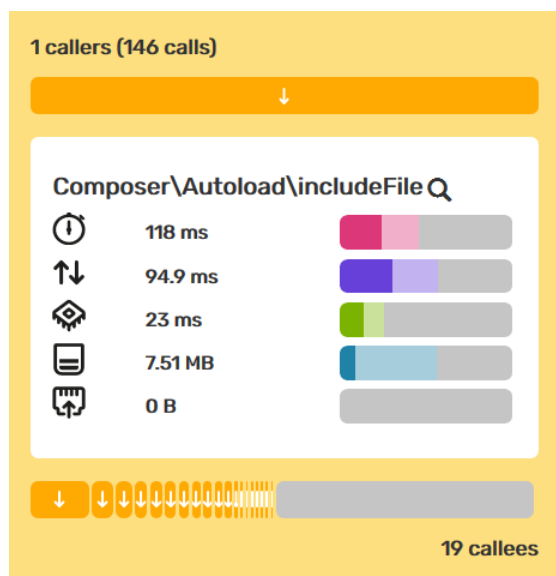 1 callers (146 calls)
Composer\Autoload\includeFile
118 ms
94.9 ms
23 ms
7.51 MB
0 B
19 callees